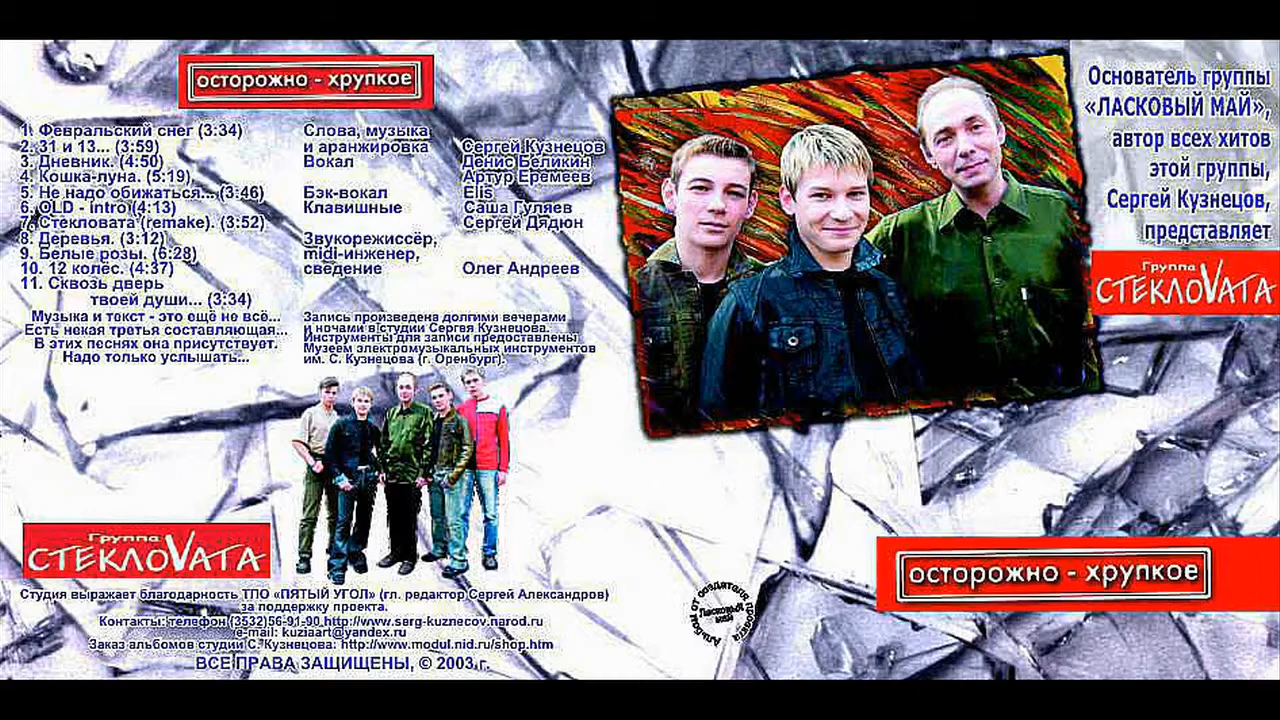 осторожно - хрупкое
1. Февральский снег (3:34)
2. 31 и 13... (3:59)
3. Дневник. (4:50)
4. Кошка-луна. (5:19)
5. Не надо обижаться... (3:46)
6. OLD - intro (4:13)
7. Стекловата (remake). (3:52)
8. Деревья. (3:12)
9. Белые розы. (6:28)
10. 12 колёс. (4:37)
11. Сквозь дверь
твоей души... (3:34)
Музыка и текст - это ещё не всё...
Есть некая третья составляющая...
В этих песнях она присутствует.
Надо только услышать...
Слова, музыка
и аранжировка Сергей Кузнецов
Вокал Денис Беликин
Артур Еремеев
Бэк-вокал Elis
Клавишные Саша Гуляев
Сергей Дядюн
Звукорежиссёр,
midi-инженер,
сведение Олег Андреев
Запись произведена долгими вечерами
и ночами в студии Сергея Кузнецова.
Инструменты для записи предоставлены
Музеем электромузыкальных инструментов
им. С. Кузнецова (г. Оренбург).
Группа
СТЕКЛОVАТА
Студия выражает благодарность ТПО «ПЯТЫЙ УГОЛ» (гл. редактор Сергей Александров)
за поддержку проекта.
Контакты: телефон (3532)56-91-90 http://www.serg-kuznecov.narod.ru
e-mail: kuziaart@yandex.ru
Заказ альбомов студии С. Кузнецова: http://www.modul.nid.ru/shop.htm
ВСЕ ПРАВА ЗАЩИЩЕНЫ, © 2003 г.
Основатель группы
«ЛАСКОВЫЙ МАЙ»,
автор всех хитов
этой группы,
Сергей Кузнецов,
представляет
Группа
СТЕКЛОVАТА
осторожно - хрупкое
Альбом от создателя проекта
Ласковый
май